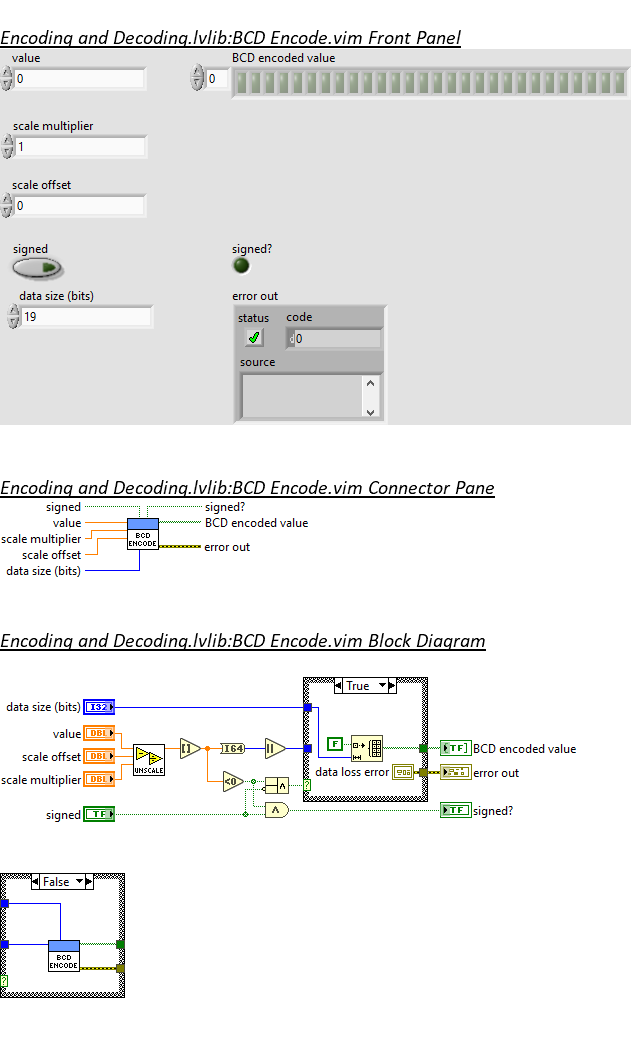 Encoding and Decoding.lvlib:BCD Encode.vim Front Panel
value
BCD encoded value
0
0
scale multiplier
1
scale offset
0
signed
signed?
data size (bits)
error out
19
status
code
d 0
source
Encoding and Decoding.lvlib:BCD Encode.vim Connector Pane
signed
signed?
value
BCD encoded value
scale multiplier
BCD
ENCODE
error out
scale offset
data size (bits)
Encoding and Decoding.lvlib:BCD Encode.vim Block Diagram
True
data size (bits)
I32
value
DBL
[ ]
I64
||
F
TF
BCD encoded value
scale offset
DBL
UNSCALE
data loss error
error out
scale multiplier
DBL
<0
Λ
?
signed
TF
Λ
TF
signed?
False
BCD
ENCODE
?